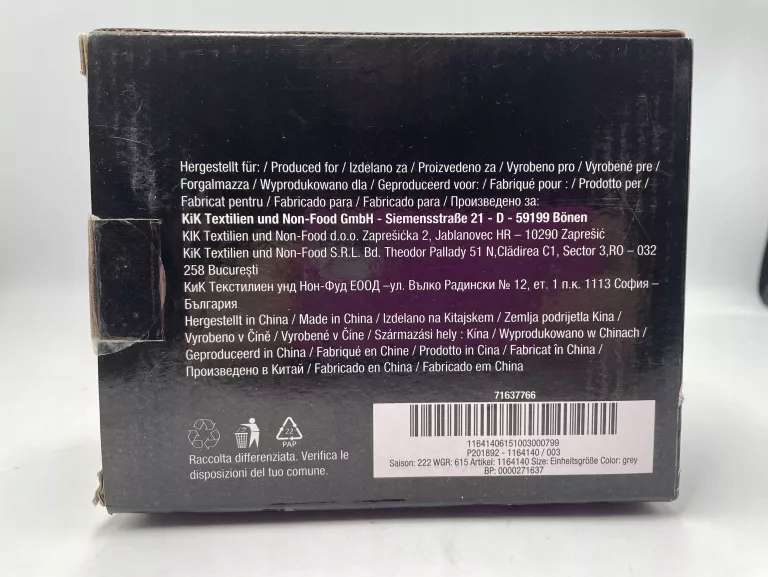 Hergestellt für: / Produced for / Izdelano za / Proizvedeno za / Vyrobeno pro / Vyrobené pre /
Forgalmazza / Wyprodukowano dla / Geproduceerd voor: / Fabriqué pour : / Prodotto per /
Fabricat pentru / Fabricado para / Fabricado para / Произведено за:
KiK Textilien und Non-Food GmbH - Siemensstraße 21 - D - 59199 Bönen
KIK Textilien und Non-Food d.o.o. Zaprešićka 2, Jablanovec HR – 10290 Zaprešić
KiK Textilien und Non-Food S.R.L. Bd. Theodor Pallady 51 N,Clădirea C1, Sector 3,RO – 032
258 București
КиК Текстилиен унд Нон-Фуд ЕООД –ул. Вълко Радински № 12, ет. 1 п.к. 1113 София –
България
Hergestellt in China / Made in China / Izdelano na Kitajskem / Zemlja podrijetla Kina /
Vyrobeno v Číně / Vyrobené v Čine / Származási hely : Kína / Wyprodukowano w Chinach /
Geproduceerd in China / Fabriqué en Chine / Prodotto in Cina / Fabricat în China /
Произведено в Китай / Fabricado en China / Fabricado em China
71637766
22
PAP
Raccolta differenziata. Verifica le
disposizioni del tuo comune.
11641406151003000799
P201892 - 1164140 / 003
Saison: 222 WGR: 615 Artikel: 1164140 Size: Einheitsgröße Color: grey
BP: 0000271637